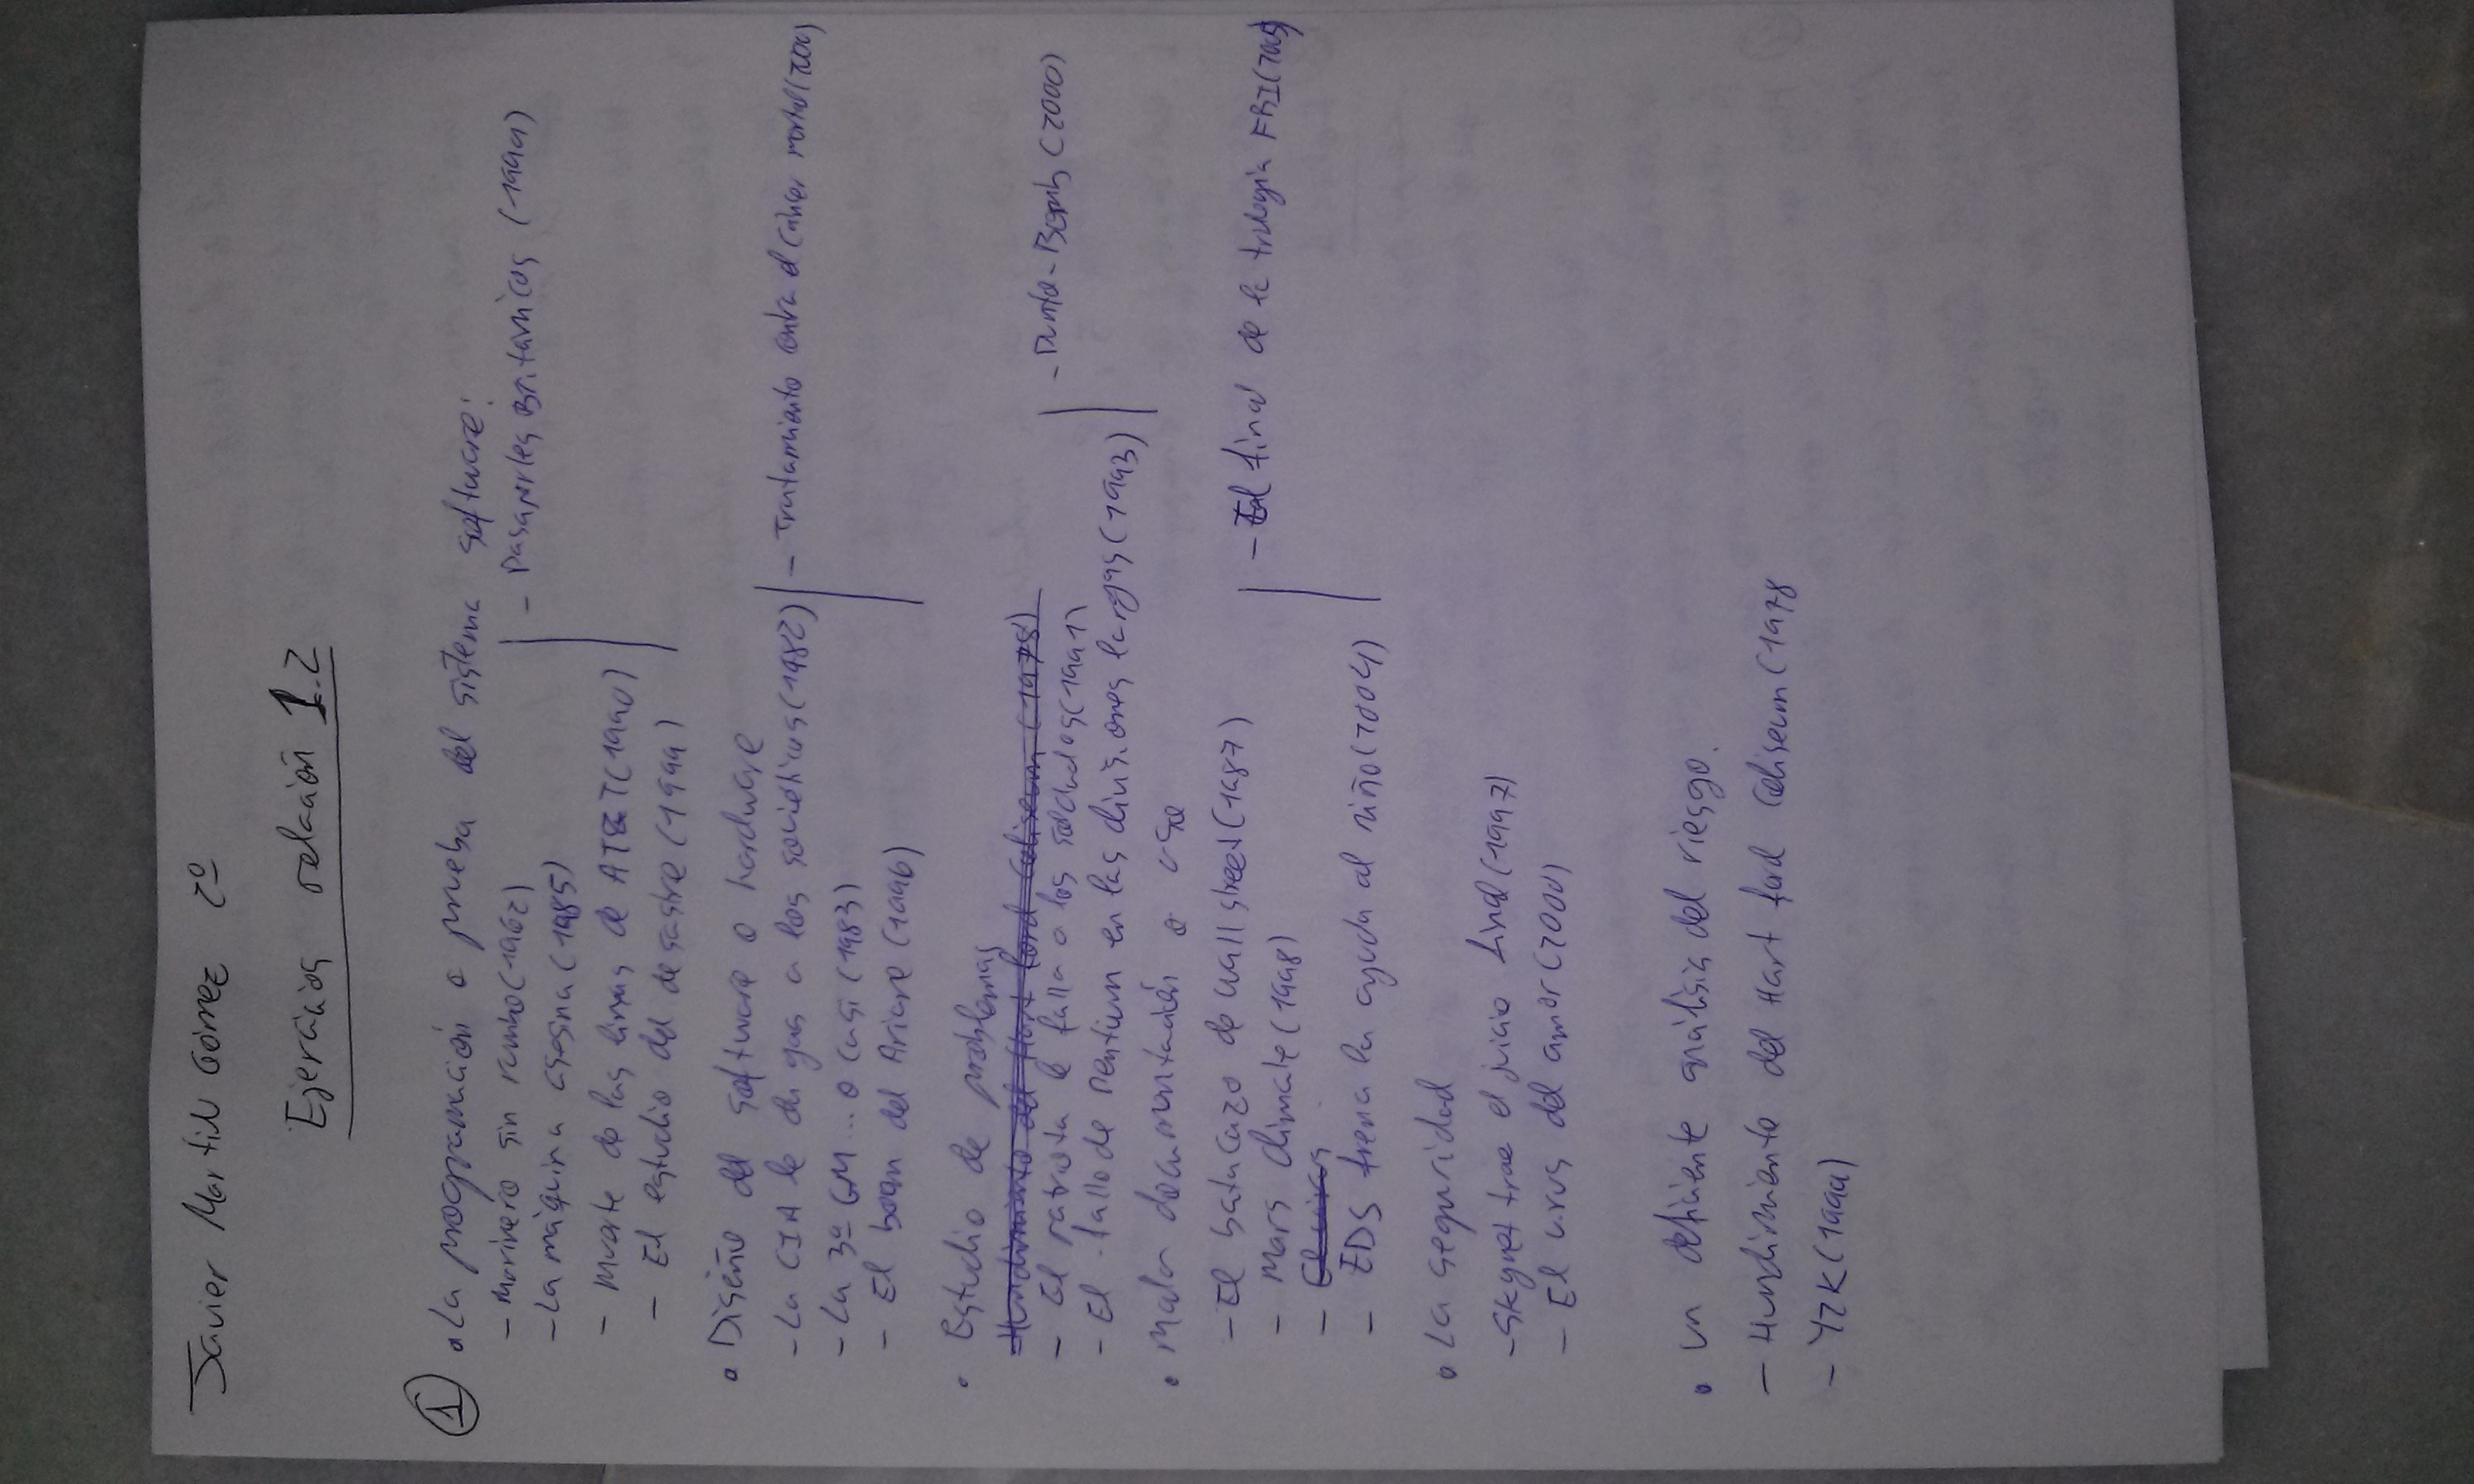 Javier Martín Gómez 2º
Ejercicios relación 1.2
① • La programación o prueba del sistema software:
- Marinero sin rumbo (1962)
- Pasaportes Británicos (1999)
- La máquina asesina (1985)
- Muerte de las líneas de AT&T (1990)
- El estudio del desastre (1999)
• Diseño del software o hardware
- La CIA le da gas a los soviéticos (1982)
- Tratamiento contra el cáncer mortal (2000)
- La 3ª GM... o casi (1983)
- El boom del Ariane (1996)
• Estudio de problemas
Hundimiento del Hart ford Coliseum (1978)
- El patriota le falla a los soldados (1991)
- Punto-Bomb (2000)
- El fallo de Pentium en las divisiones largas (1993)
• Mala documentación o uso
- El batacazo de wall street (1987)
- El final de la trilogía FBI (2005)
- Mars Climate (1998)
- El virus
- EDS frena la ayuda al niño (2004)
• La seguridad
- Skynet trae el juicio final (1997)
- El virus del amor (2000)
• Un deficiente análisis del riesgo.
- Hundimiento del Hart ford Coliseum (1978
- Y2K (1999)